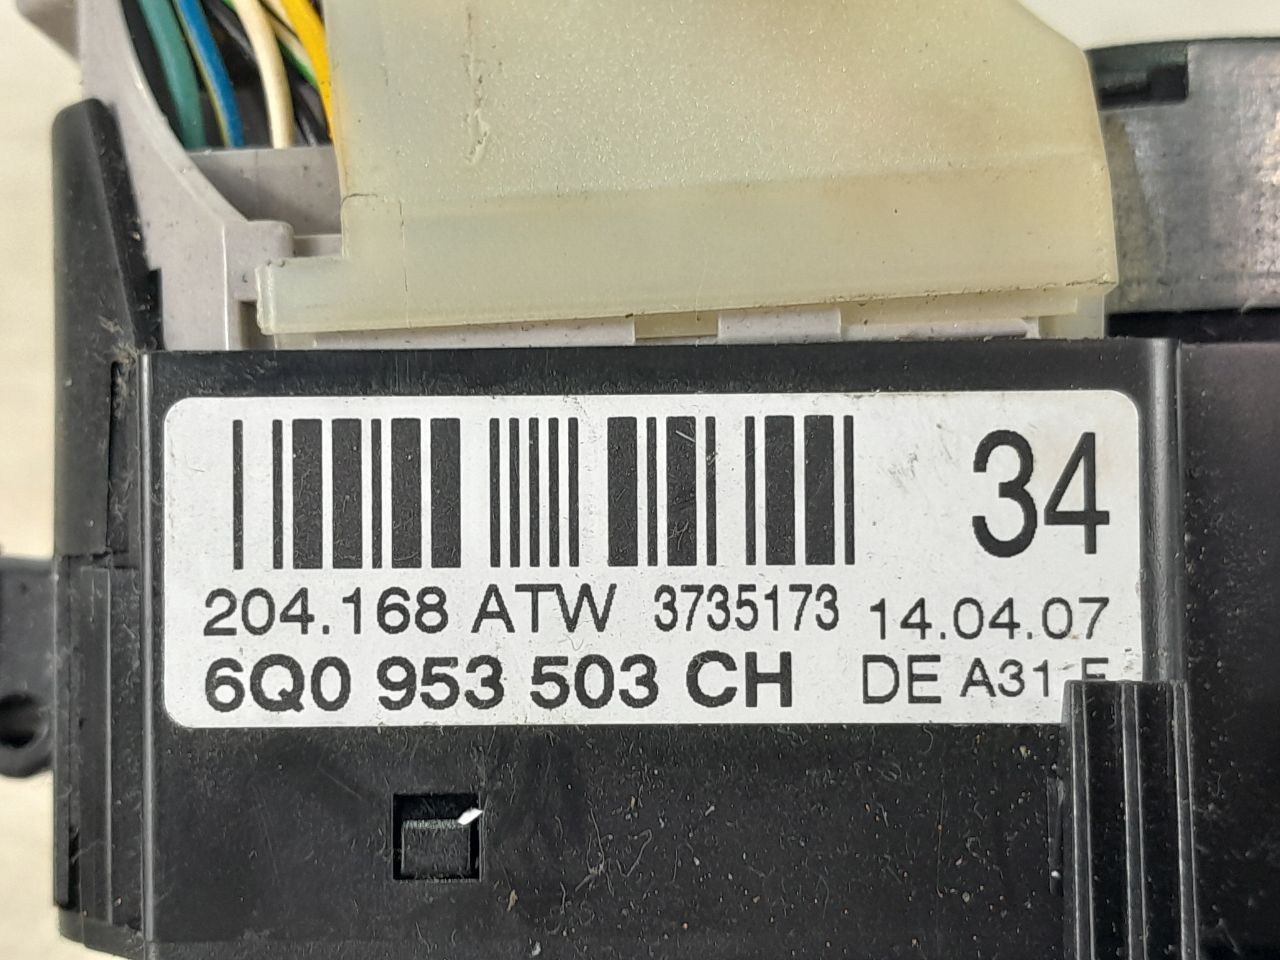 34
204.168 ATW 3735173 14.04.07
6Q0 953 503 CH DE A31